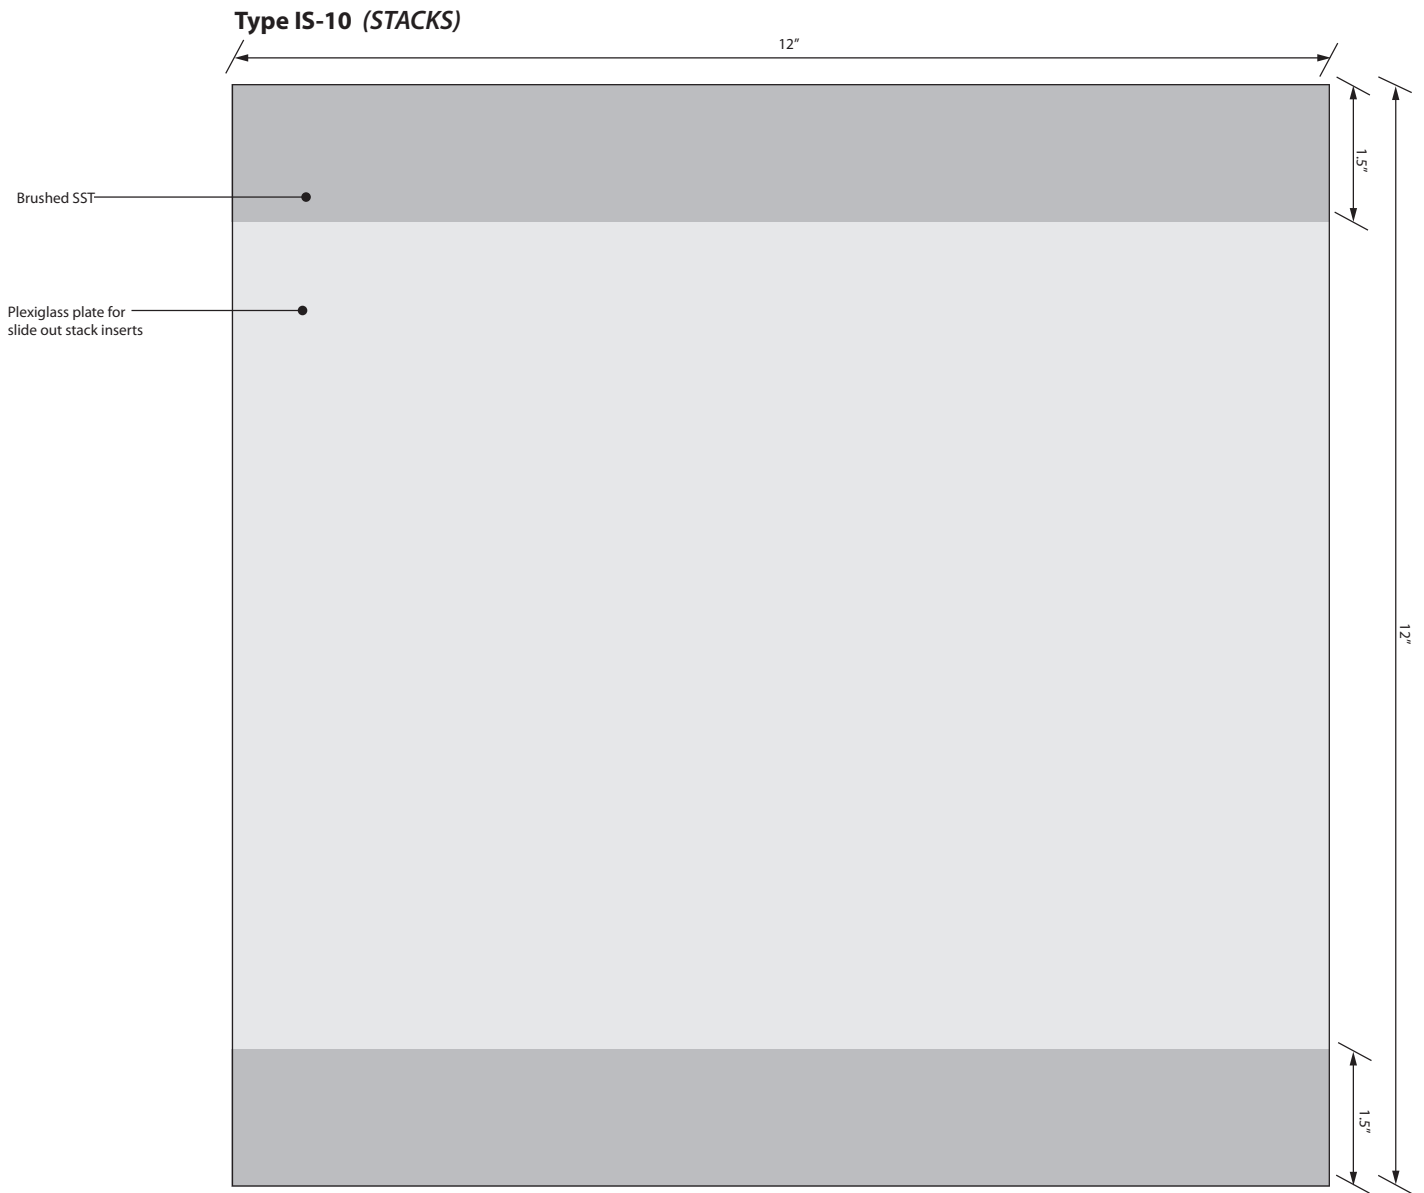 Type IS-10 (STACKS)
12”
1.5”
Brushed SST
Plexiglass plate for
slide out stack inserts
12”
1.5”